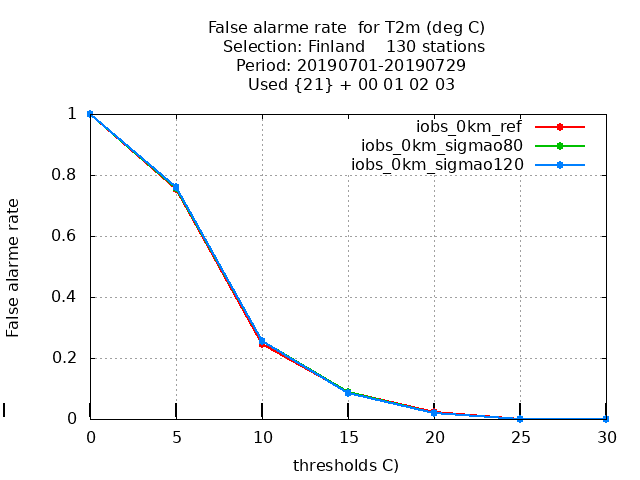 False alarme rate  for T2m (deg C)
Selection: Finland    130 stations
Period: 20190701-20190729
Used {21} + 00 01 02 03
iobs_0km_ref
iobs_0km_sigmao80
iobs_0km_sigmao120
1
0.8
0.6
0.4
0.2
0
False alarme rate
0 5 10 15 20 25 30
thresholds C)